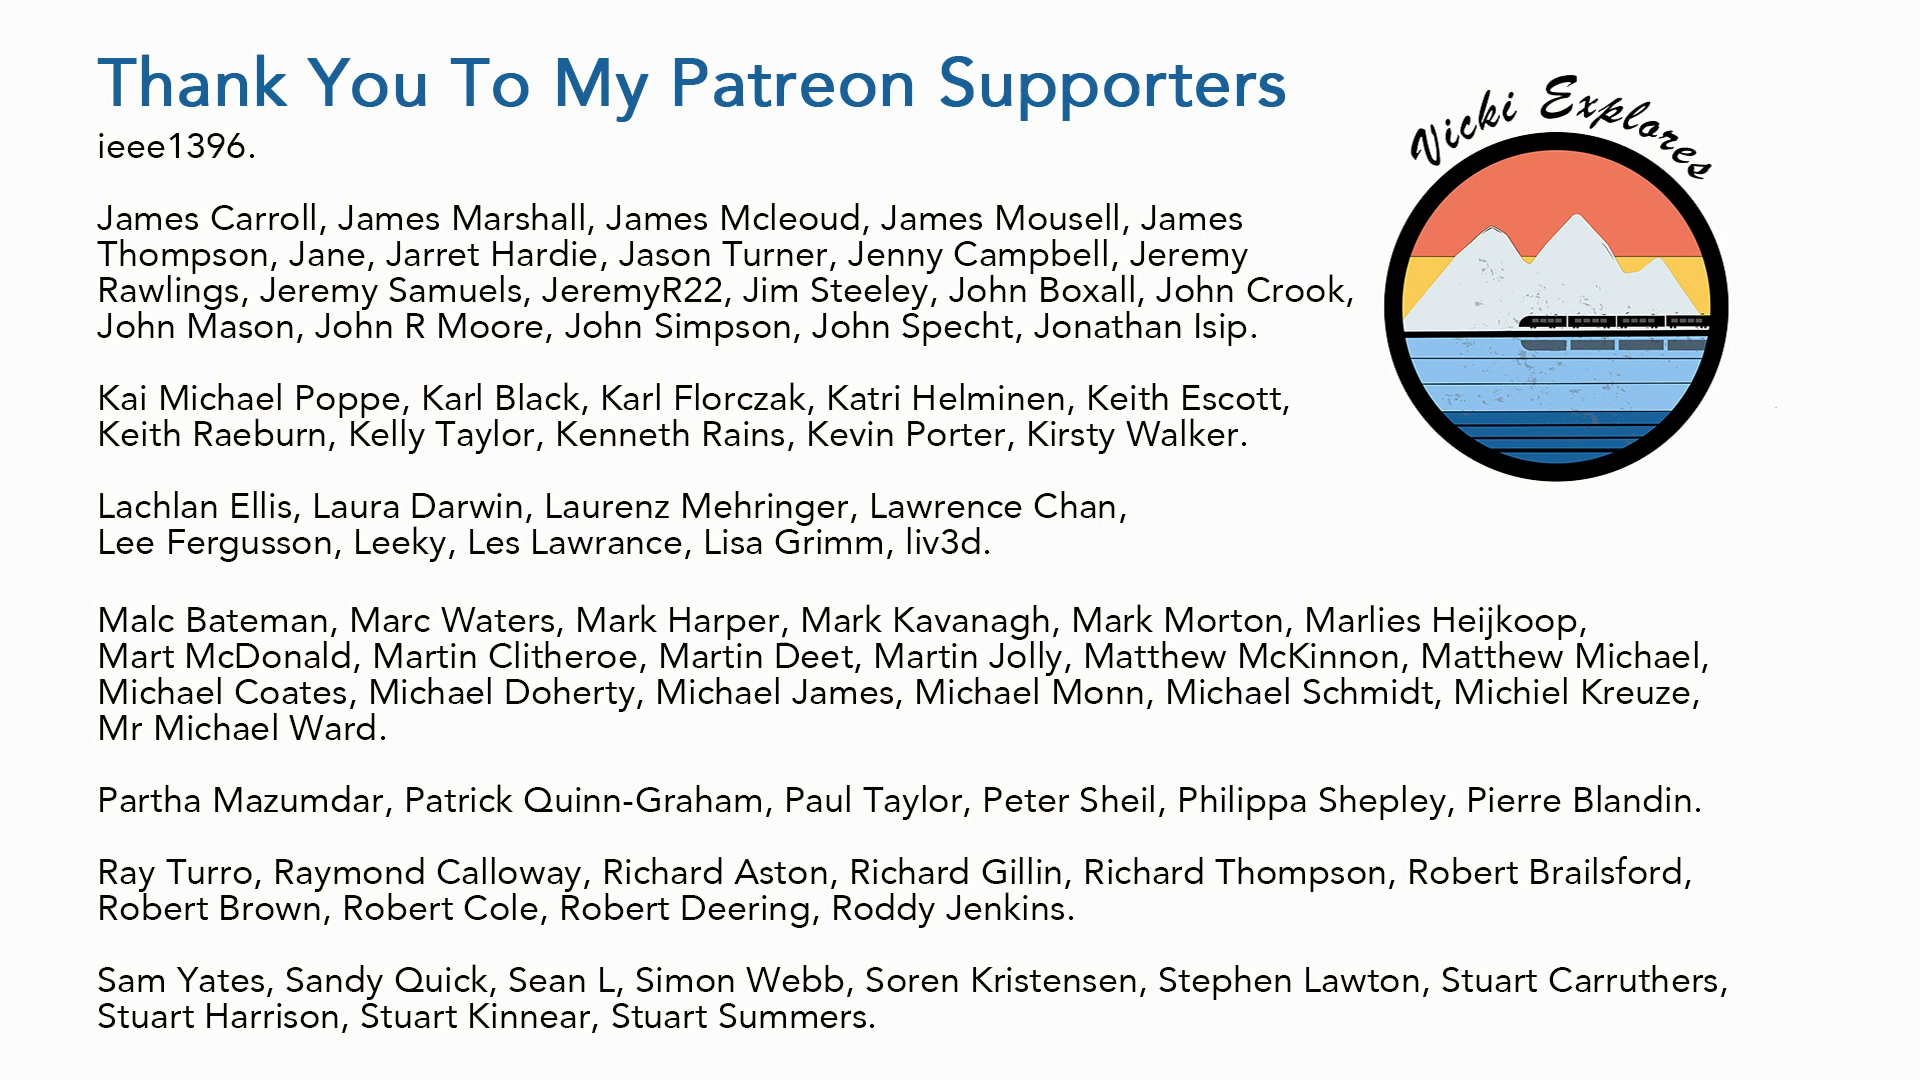 Thank You To My Patreon Supporters
Vicki Explores
ieee1396.
James Carroll, James Marshall, James Mcleoud, James Mousell, James
Thompson, Jane, Jarret Hardie, Jason Turner, Jenny Campbell, Jeremy
Rawlings, Jeremy Samuels, JeremyR22, Jim Steeley, John Boxall, John Crook,
John Mason, John R Moore, John Simpson, John Specht, Jonathan Isip.
Kai Michael Poppe, Karl Black, Karl Florczak, Katri Helminen, Keith Escott,
Keith Raeburn, Kelly Taylor, Kenneth Rains, Kevin Porter, Kirsty Walker.
Lachlan Ellis, Laura Darwin, Laurenz Mehringer, Lawrence Chan,
Lee Fergusson, Leeky, Les Lawrance, Lisa Grimm, liv3d.
Malc Bateman, Marc Waters, Mark Harper, Mark Kavanagh, Mark Morton, Marlies Heijkoop,
Mart McDonald, Martin Clitheroe, Martin Deet, Martin Jolly, Matthew McKinnon, Matthew Michael,
Michael Coates, Michael Doherty, Michael James, Michael Monn, Michael Schmidt, Michiel Kreuze,
Mr Michael Ward.
Partha Mazumdar, Patrick Quinn-Graham, Paul Taylor, Peter Sheil, Philippa Shepley, Pierre Blandin.
Ray Turro, Raymond Calloway, Richard Aston, Richard Gillin, Richard Thompson, Robert Brailsford,
Robert Brown, Robert Cole, Robert Deering, Roddy Jenkins.
Sam Yates, Sandy Quick, Sean L, Simon Webb, Soren Kristensen, Stephen Lawton, Stuart Carruthers,
Stuart Harrison, Stuart Kinnear, Stuart Summers.